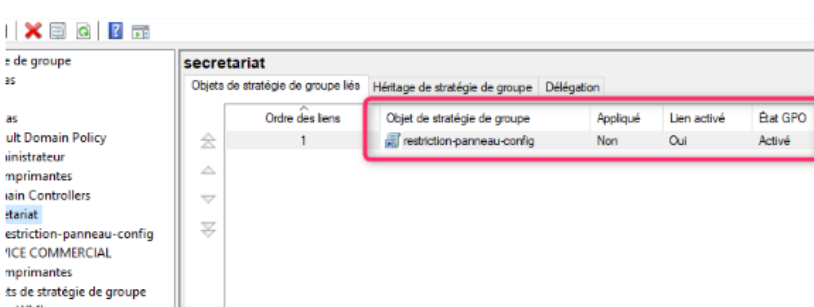 e de groupe
as
as
ult Domain Policy
inistrateur
mprimantes
ain Controllers
etariat
estriction-panneau-config
VICE COMMERCIAL
mprimantes
ts de stratégie de groupe
secretariat
Objets de stratégie de groupe liés Héritage de stratégie de groupe Délégation
Ordre des liens Objet de stratégie de groupe Appliqué Lien activé État GPO
1 restriction-panneau-config Non Oui Activé